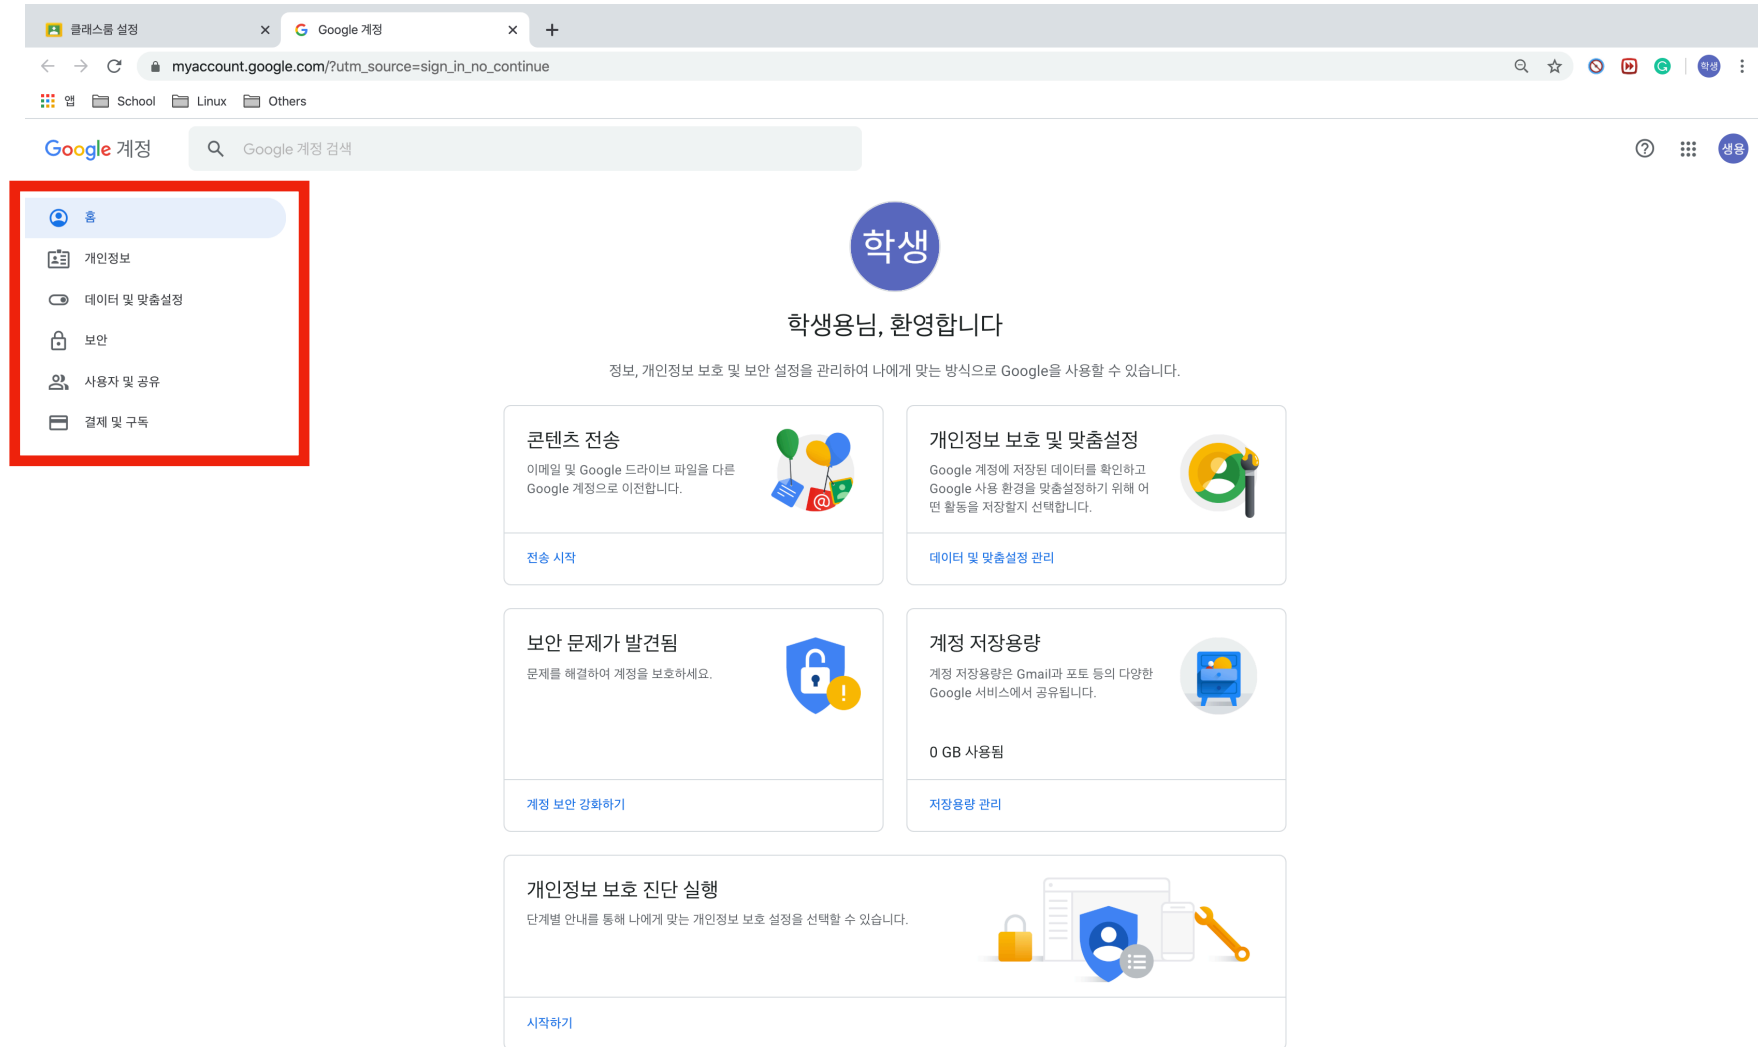 클래스룸 설정
Google 계정
myaccount.google.com/?utm_source=sign_in_no_continue
학생
앱 School Linux Others
Google 계정
Google 계정 검색
생용
홈
개인정보
데이터 및 맞춤설정
보안
사용자 및 공유
결제 및 구독
학생
학생용님, 환영합니다
정보, 개인정보 보호 및 보안 설정을 관리하여 나에게 맞는 방식으로 Google을 사용할 수 있습니다.
콘텐츠 전송
이메일 및 Google 드라이브 파일을 다른
Google 계정으로 이전합니다.
전송 시작
개인정보 보호 및 맞춤설정
Google 계정에 저장된 데이터를 확인하고
Google 사용 환경을 맞춤설정하기 위해 어
떤 활동을 저장할지 선택합니다.
데이터 및 맞춤설정 관리
보안 문제가 발견됨
문제를 해결하여 계정을 보호하세요.
계정 보안 강화하기
계정 저장용량
계정 저장용량은 Gmail과 포토 등의 다양한
Google 서비스에서 공유됩니다.
0 GB 사용됨
저장용량 관리
개인정보 보호 진단 실행
단계별 안내를 통해 나에게 맞는 개인정보 보호 설정을 선택할 수 있습니다.
시작하기